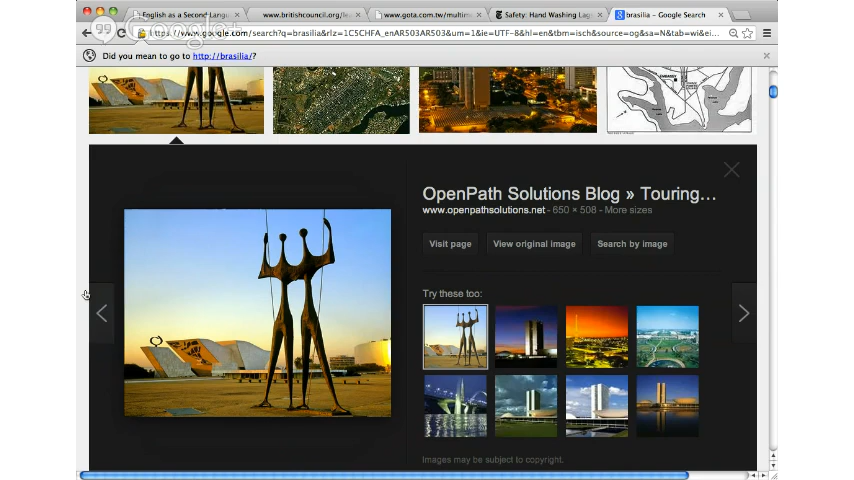 English as a Second Langu
www.britishcouncil.org/le
www.gota.com.tw/multim
Safety: Hand Washing Lags
brasilia - Google Search
Google+
https://www.google.com/search?q=brasilia&rlz=1C5CHFA_enAR503AR503&um=1&ie=UTF-8&hl=en&tbm=isch&source=og&sa=N&tab=wi&ei...
Did you mean to go to http://brasilia/?
EMBASSY
OpenPath Solutions Blog » Touring...
www.openpathsolutions.net - 650 × 508 - More sizes
Visit page
View original image
Search by image
Try these too:
Images may be subject to copyright.